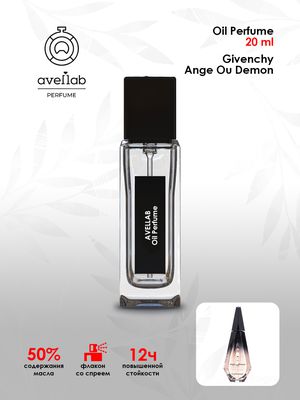 avellab
PERFUME
Oil Perfume
20 ml
Givenchy
Ange Ou Demon
AVELLAB
Oil Perfume
50%
содержания
масла
флакон
со спреем
12ч
повышенной
стойкости